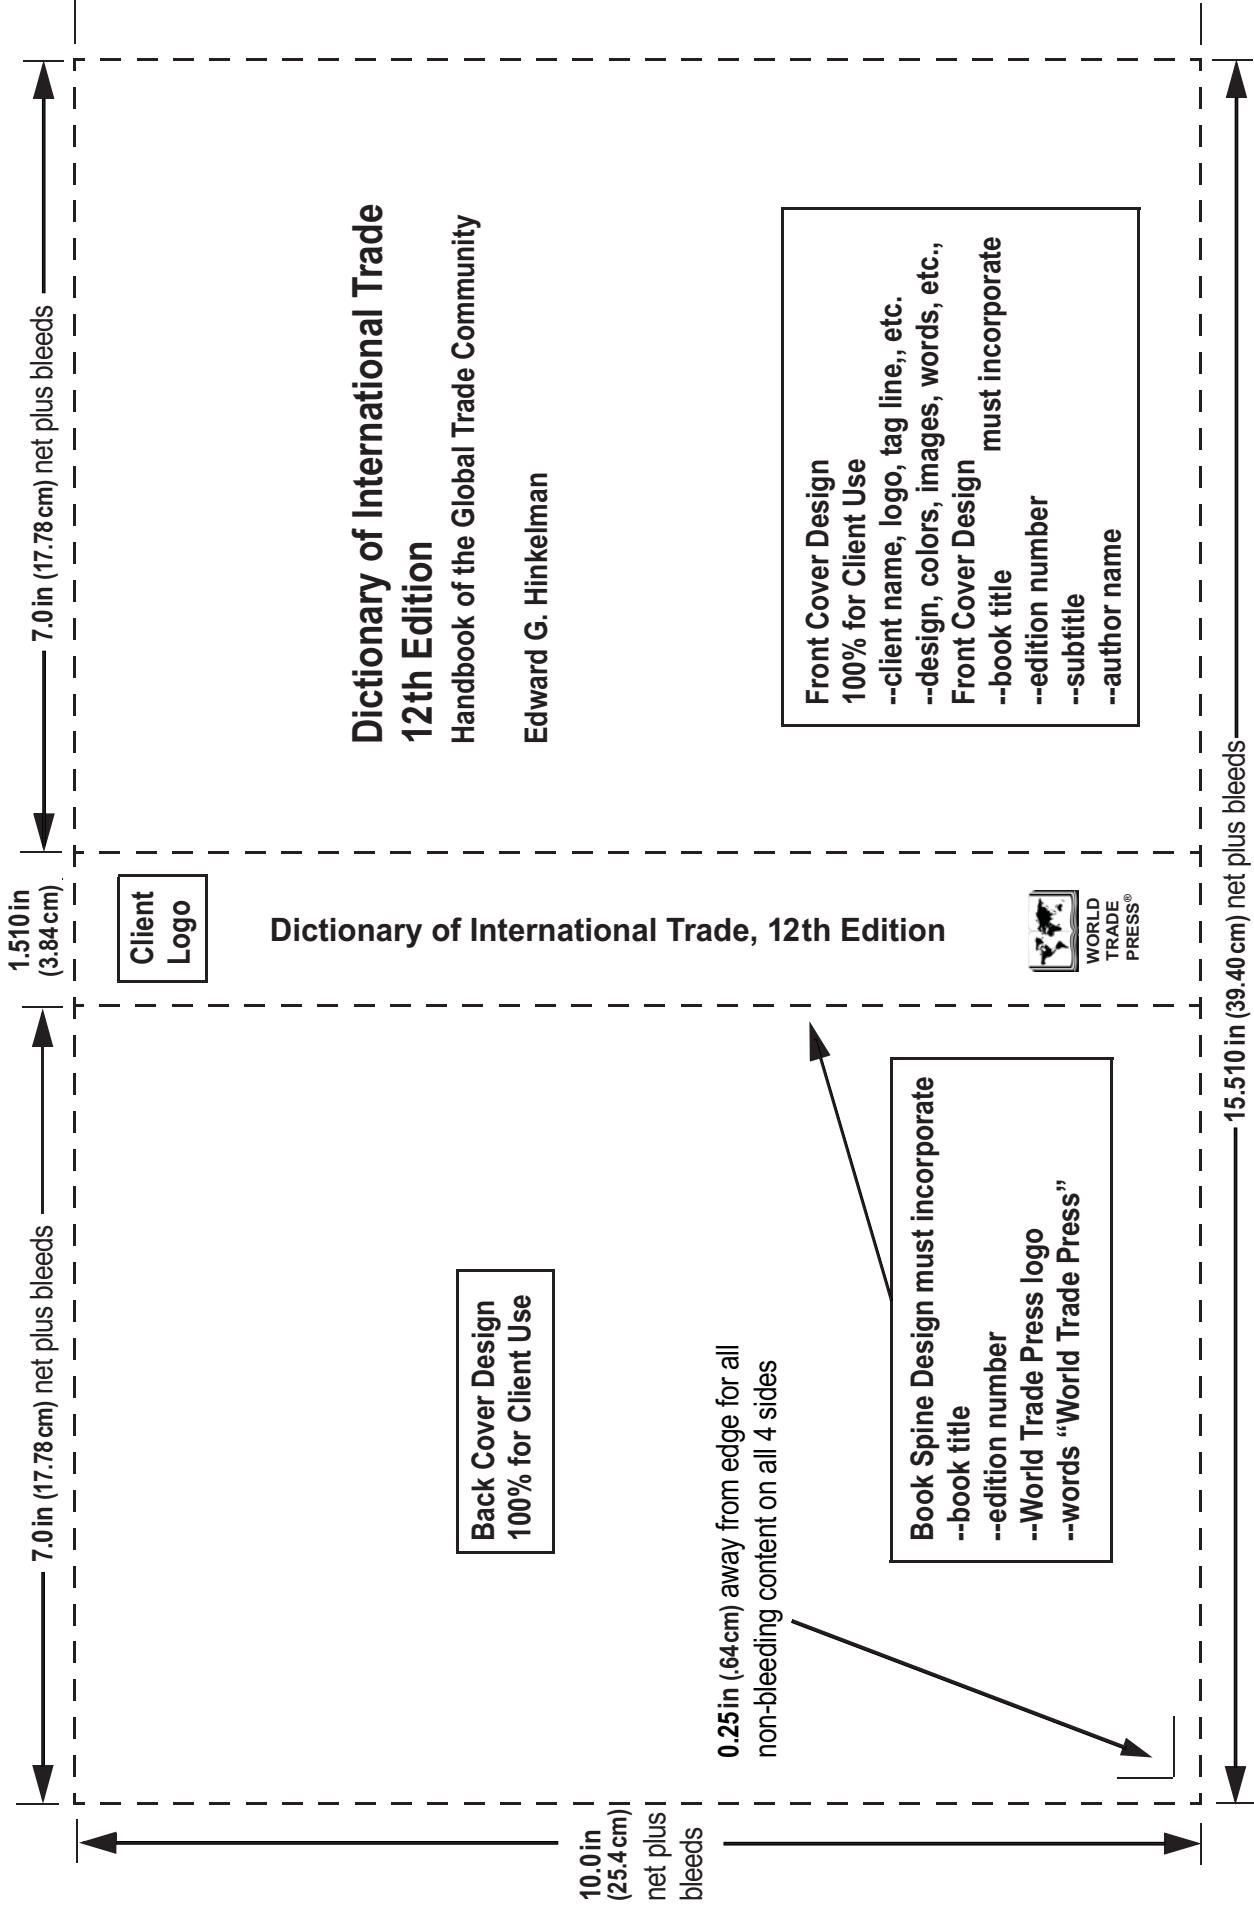 7.0 in (17.78 cm) net plus bleeds
1.510 in
(3.84 cm)
7.0 in (17.78 cm) net plus bleeds
10.0 in
(25.4 cm)
net plus
bleeds
Back Cover Design
100% for Client Use
0.25 in (.64 cm) away from edge for all
non-bleeding content on all 4 sides
Book Spine Design must incorporate
--book title
--edition number
--World Trade Press logo
--words “World Trade Press”
Client
Logo
Dictionary of International Trade, 12th Edition
WORLD
TRADE
PRESS®
Dictionary of International Trade
12th Edition
Handbook of the Global Trade Community
Edward G. Hinkelman
Front Cover Design
100% for Client Use
--client name, logo, tag line,, etc.
--design, colors, images, words, etc.,
Front Cover Design must incorporate
--book title
--edition number
--subtitle
--author name
15.510 in (39.40 cm) net plus bleeds